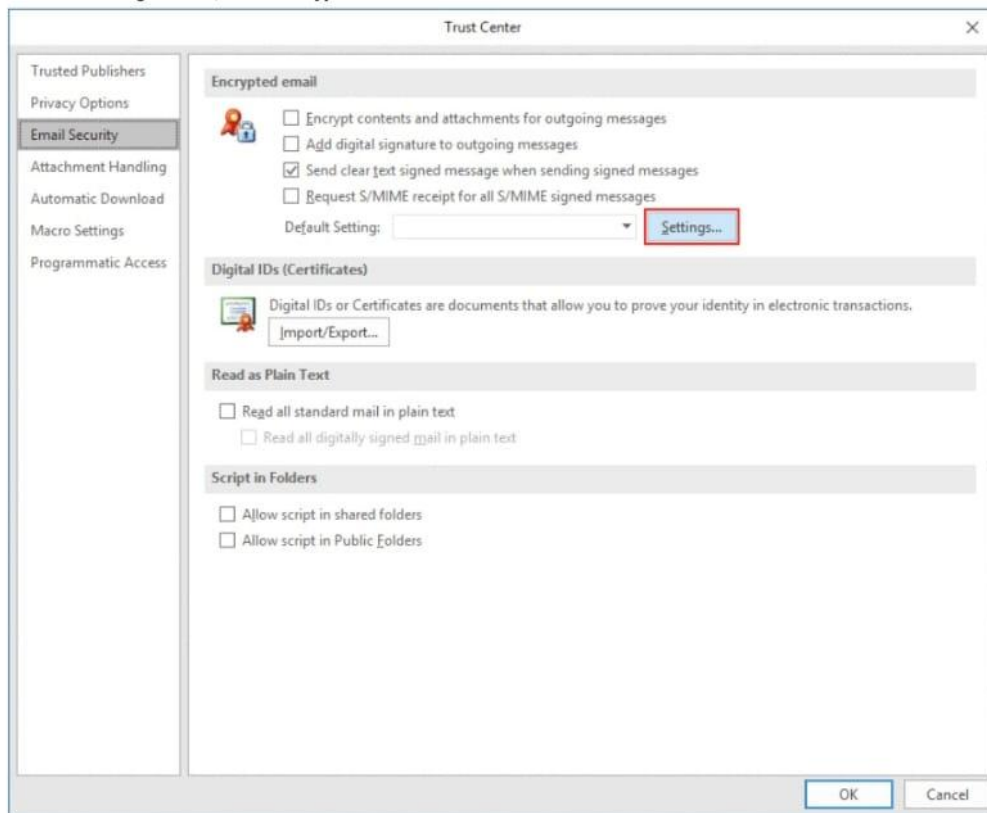 Trust Center
Trusted Publishers
Privacy Options
Email Security
Attachment Handling
Automatic Download
Macro Settings
Programmatic Access
Encrypted email
Encrypt contents and attachments for outgoing messages
Add digital signature to outgoing messages
Send clear text signed message when sending signed messages
Request S/MIME receipt for all S/MIME signed messages
Default Setting:
Settings...
Digital IDs (Certificates)
Digital IDs or Certificates are documents that allow you to prove your identity in electronic transactions.
Import/Export...
Read as Plain Text
Read all standard mail in plain text
Read all digitally signed mail in plain text
Script in Folders
Allow script in shared folders
Allow script in Public Folders
OK
Cancel